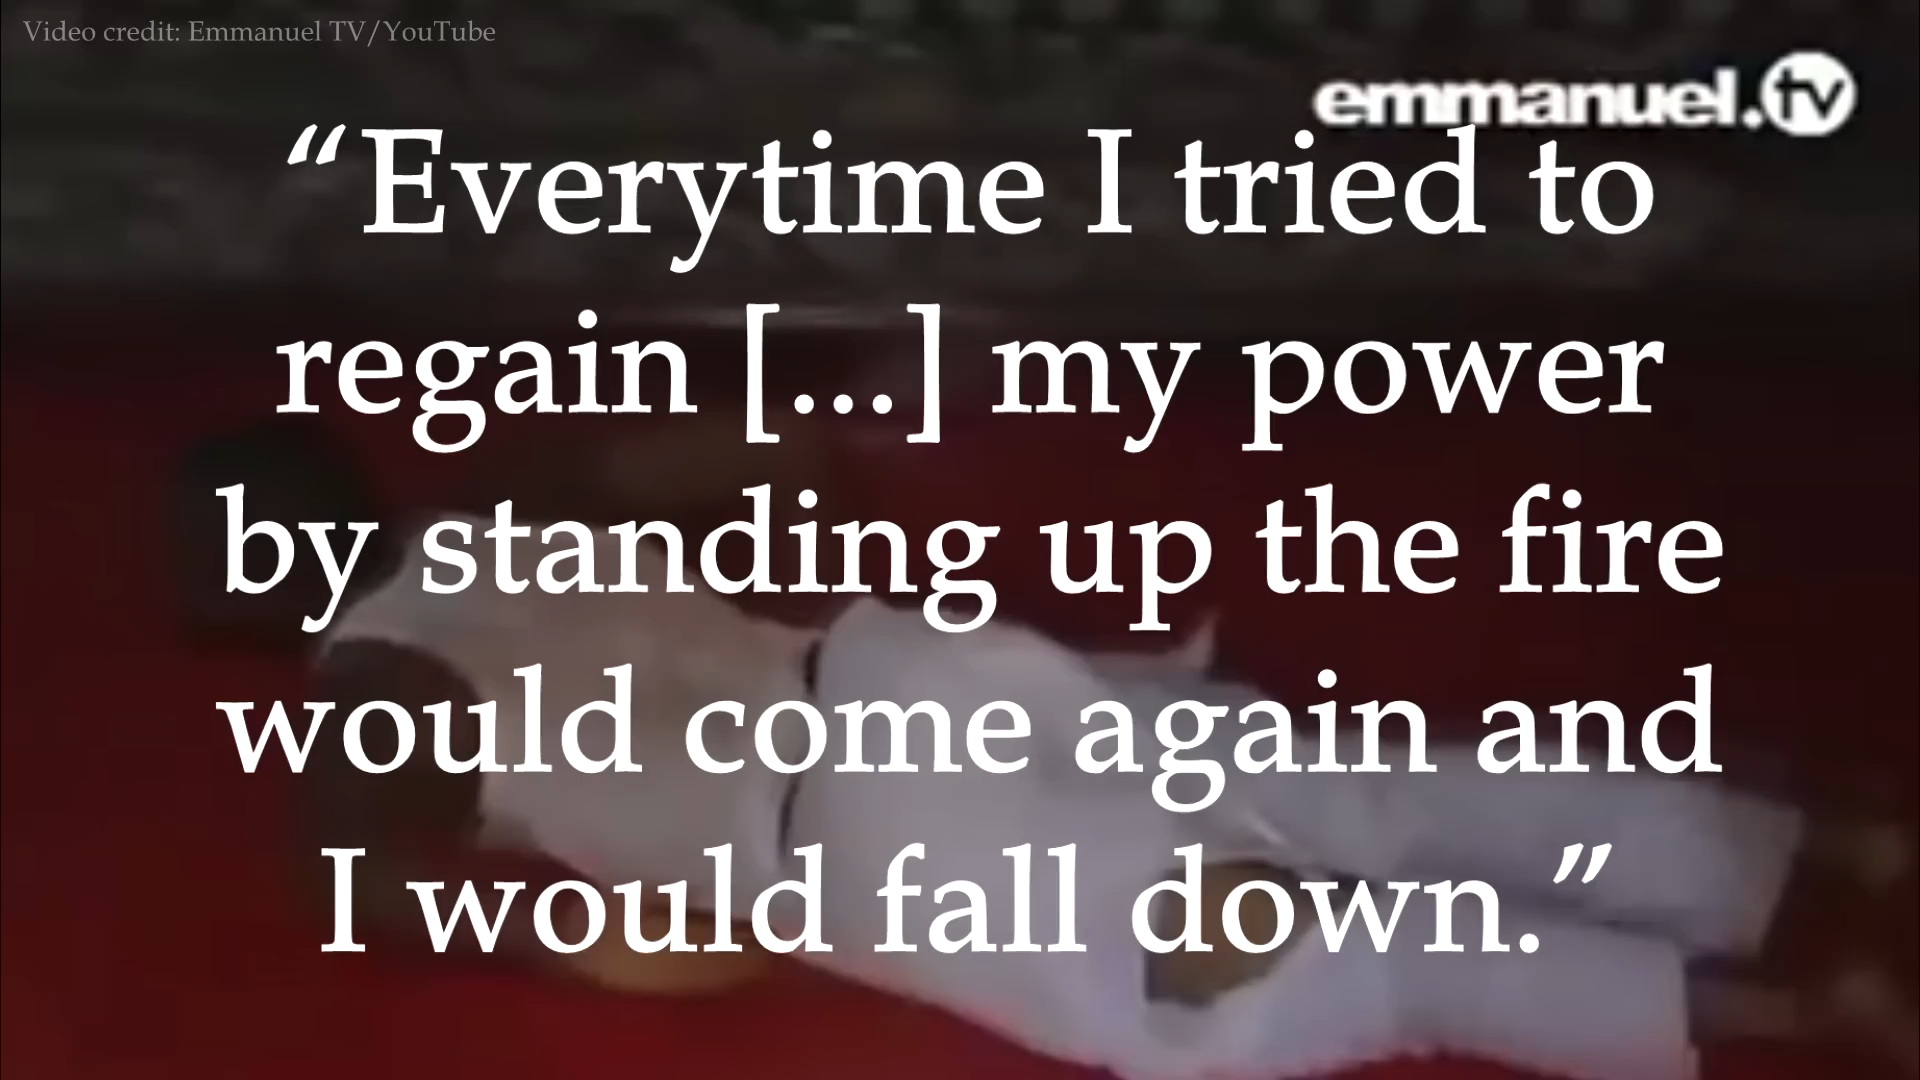 Video credit: Emmanuel TV/YouTube
emmanuel.tv
“Everytime I tried to
regain [...] my power
by standing up the fire
would come again and
I would fall down.”